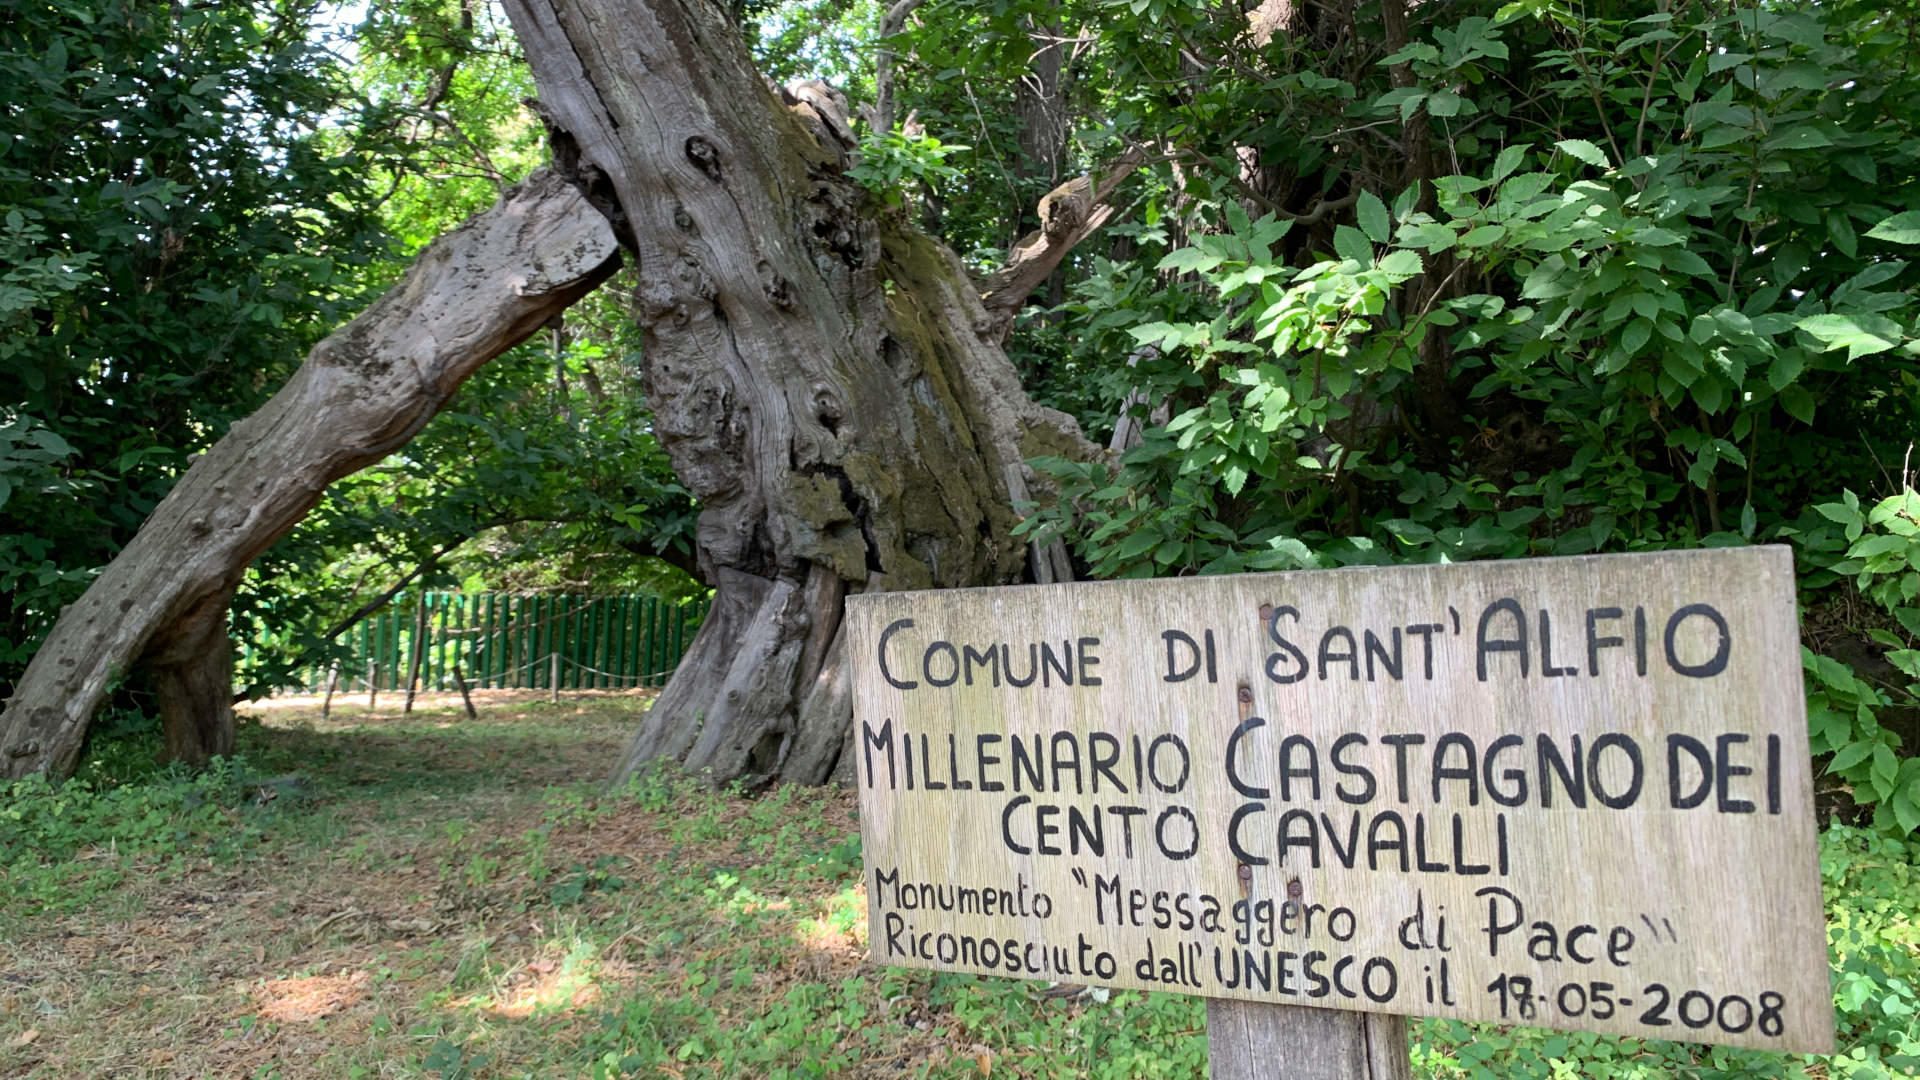 COMUNE DI SANT'ALFIO
MILLENARIO CASTAGNO DEI
CENTO CAVALLI
Monumento "Messaggero di Pace"
Riconosciuto dall'UNESCO il 18-05-2008